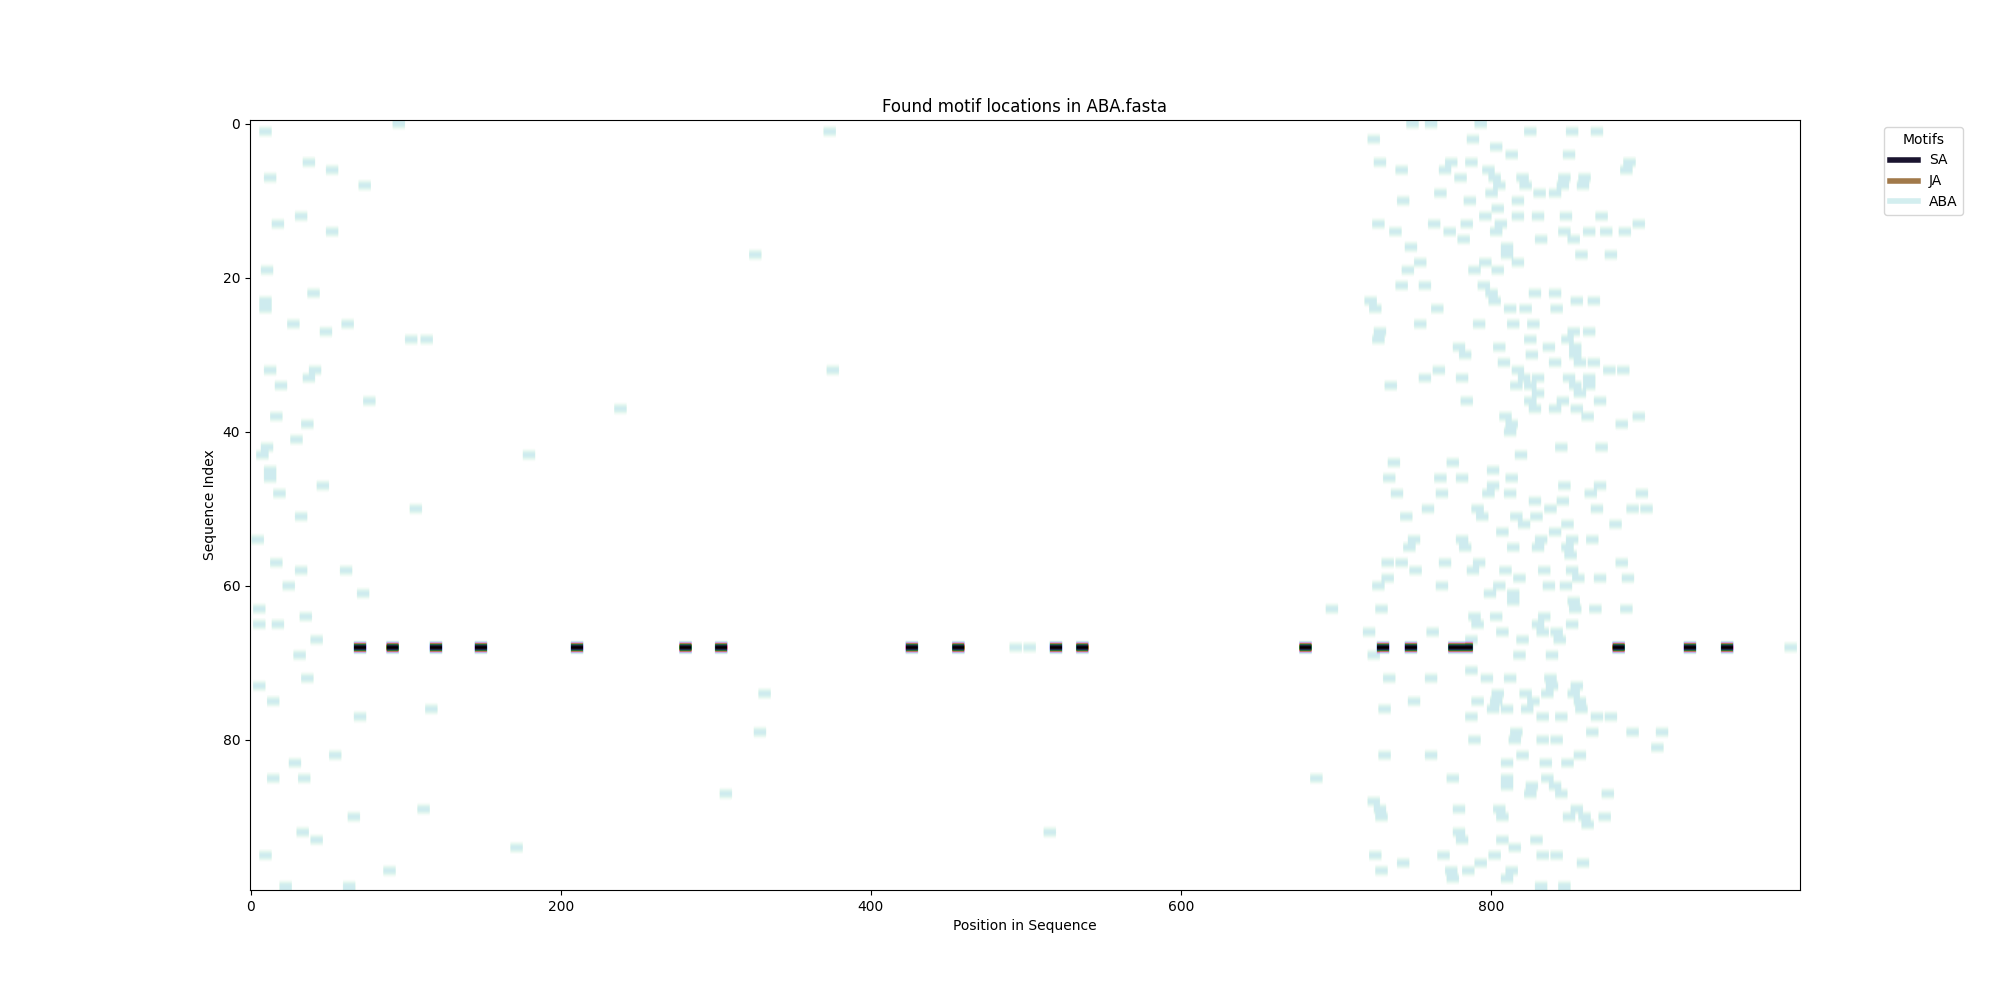 Found motif locations in ABA.fasta
Motifs
SA
JA
ABA
Sequence Index
0
20
40
60
80
0 200 400 600 800
Position in Sequence